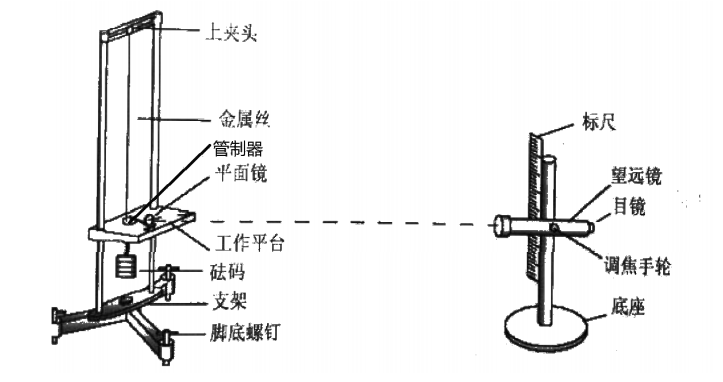 上夹头
金属丝
管制器
平面镜
工作平台
砝码
支架
脚底螺钉
标尺
望远镜
目镜
调焦手轮
底座